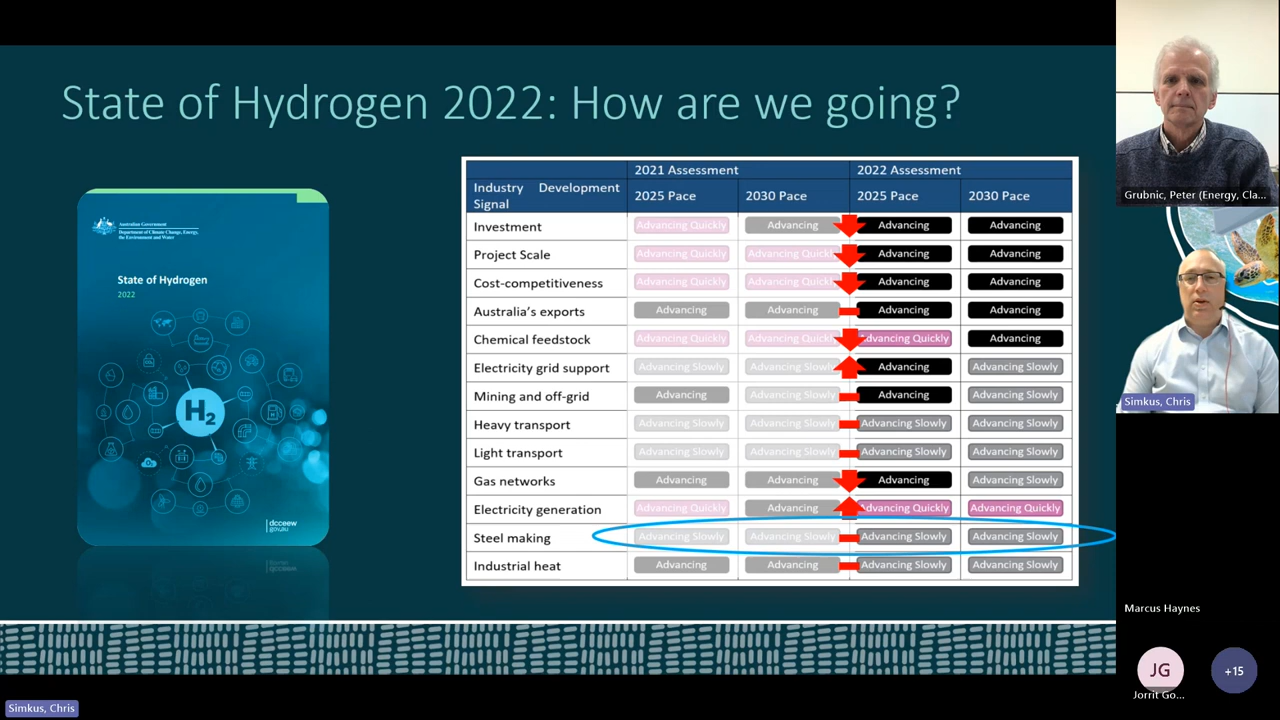 State of Hydrogen 2022: How are we going?
Australian Government
Department of Climate Change, Energy,
the Environment and Water
State of Hydrogen
2022
H2
dcceew
gov.au
2021 Assessment 2022 Assessment
Industry Development Signal 2025 Pace 2030 Pace 2025 Pace 2030 Pace
Investment Advancing Quickly Advancing Advancing Advancing
Project Scale Advancing Quickly Advancing Quickly Advancing Advancing
Cost-competitiveness Advancing Quickly Advancing Quickly Advancing Advancing
Australia's exports Advancing Advancing Advancing Advancing
Chemical feedstock Advancing Quickly Advancing Quickly Advancing Quickly Advancing
Electricity grid support Advancing Slowly Advancing Slowly Advancing Advancing Slowly
Mining and off-grid Advancing Advancing Slowly Advancing Advancing Slowly
Heavy transport Advancing Slowly Advancing Slowly Advancing Slowly Advancing Slowly
Light transport Advancing Slowly Advancing Slowly Advancing Slowly Advancing Slowly
Gas networks Advancing Advancing Advancing Advancing Slowly
Electricity generation Advancing Quickly Advancing Advancing Quickly Advancing Quickly
Steel making Advancing Slowly Advancing Slowly Advancing Slowly Advancing Slowly
Industrial heat Advancing Advancing Advancing Slowly Advancing Slowly
Grubnic, Peter (Energy, Cla...
Simkus, Chris
Marcus Haynes
JG
+15
Jorrit Go...
Simkus, Chris